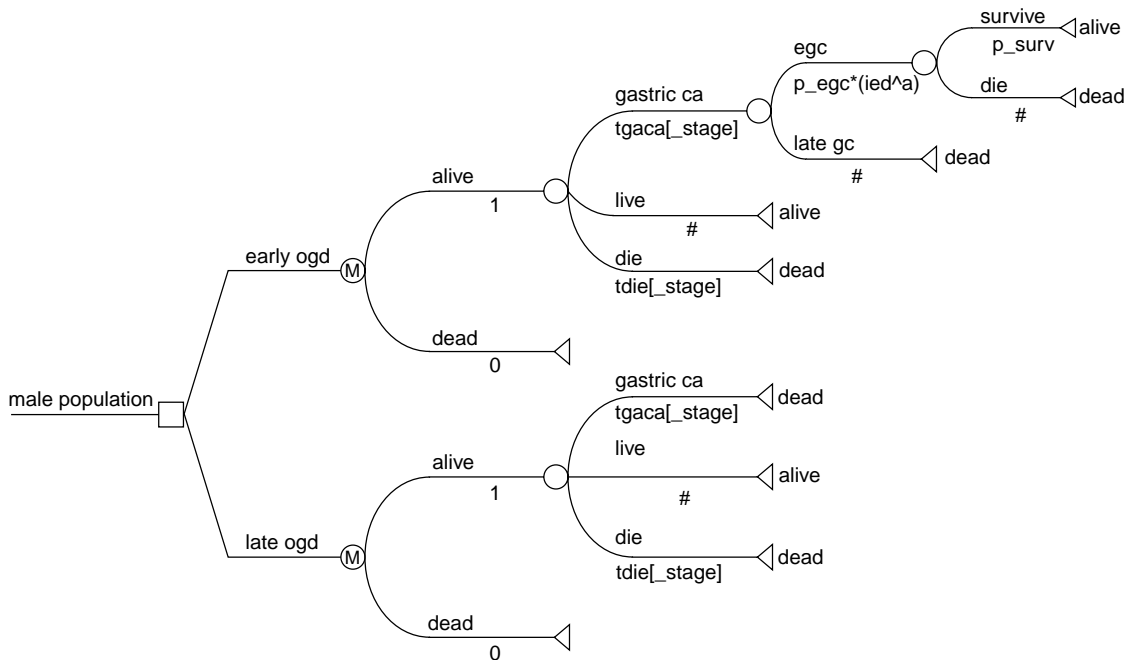 survive
alive
p_surv
egc
p_egc*(ied^a)
die
dead
#
gastric ca
tgaca[_stage]
late gc
dead
#
alive
1
live
alive
#
early ogd
M
die
dead
tdie[_stage]
dead
0
male population
gastric ca
dead
tgaca[_stage]
live
alive
1
alive
#
late ogd
M
die
dead
tdie[_stage]
dead
0